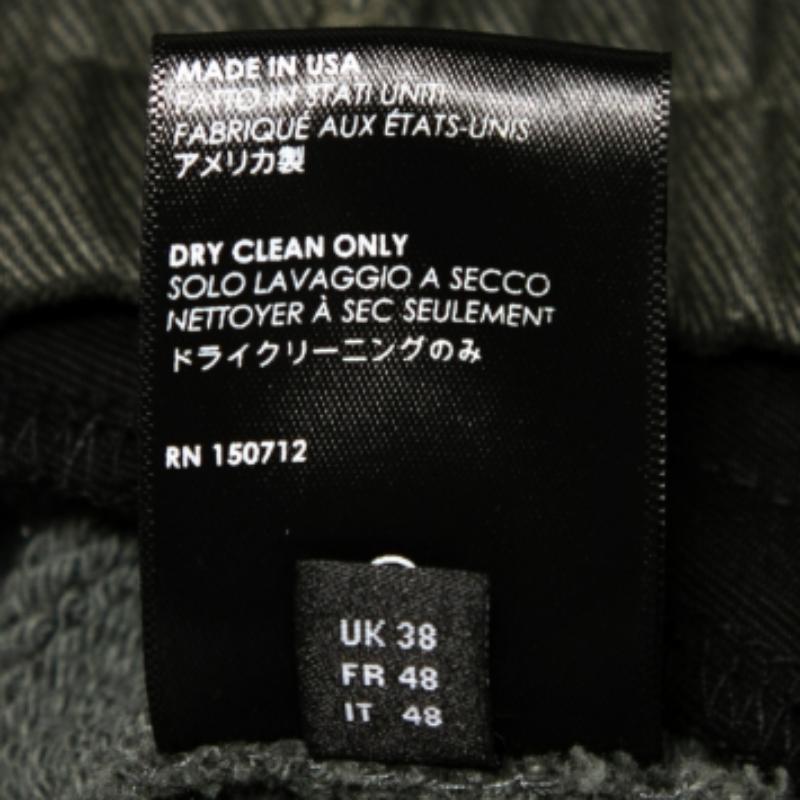 MADE IN USA
FATTO IN STATI UNITI
FABRIQUÉ AUX ÉTATS-UNIS
アメリカ製
DRY CLEAN ONLY
SOLO LAVAGGIO A SECCO
NETTOYER À SEC SEULEMENT
ドライクリーニングのみ
RN 150712
UK 38
FR 48
IT 48